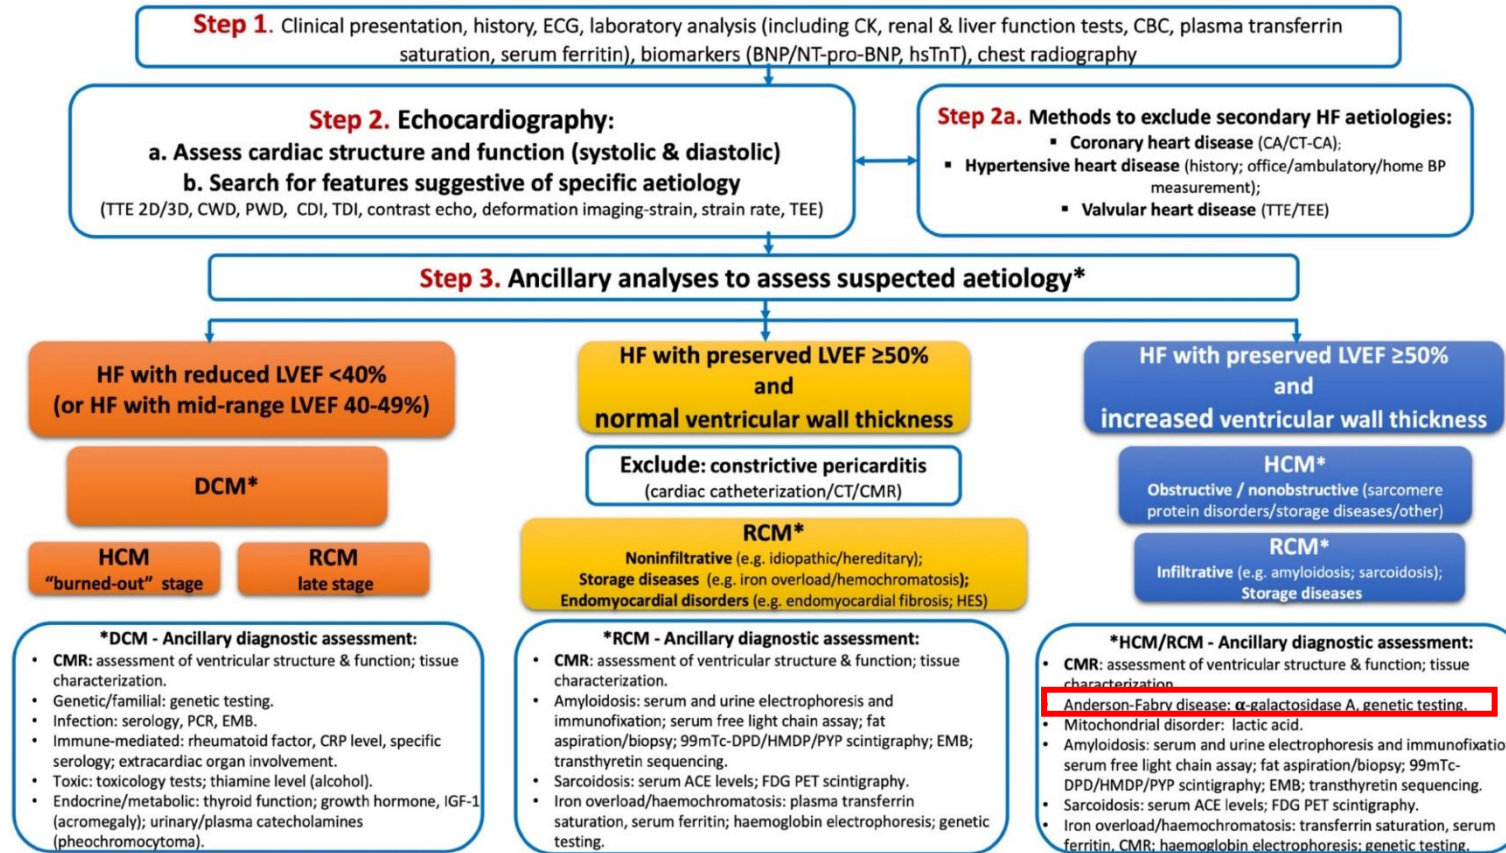 Step 1. Clinical presentation, history, ECG, laboratory analysis (including CK, renal & liver function tests, CBC, plasma transferrin
saturation, serum ferritin), biomarkers (BNP/NT-pro-BNP, hsTnT), chest radiography
Step 2. Echocardiography:
a. Assess cardiac structure and function (systolic & diastolic)
b. Search for features suggestive of specific aetiology
(TTE 2D/3D, CWD, PWD, CDI, TDI, contrast echo, deformation imaging-strain, strain rate, TEE)
Step 2a. Methods to exclude secondary HF aetiologies:
▪ Coronary heart disease (CA/CT-CA);
▪ Hypertensive heart disease (history; office/ambulatory/home BP
measurement);
▪ Valvular heart disease (TTE/TEE)
Step 3. Ancillary analyses to assess suspected aetiology*
HF with reduced LVEF <40%
(or HF with mid-range LVEF 40-49%)
DCM*
HCM
“burned-out” stage
RCM
late stage
*DCM - Ancillary diagnostic assessment:
• CMR: assessment of ventricular structure & function; tissue
characterization.
• Genetic/familial: genetic testing.
• Infection: serology, PCR, EMB.
• Immune-mediated: rheumatoid factor, CRP level, specific
serology; extracardiac organ involvement.
• Toxic: toxicology tests; thiamine level (alcohol).
• Endocrine/metabolic: thyroid function; growth hormone, IGF-1
(acromegaly); urinary/plasma catecholamines
(pheochromocytoma).
HF with preserved LVEF ≥50%
and
normal ventricular wall thickness
Exclude: constrictive pericarditis
(cardiac catheterization/CT/CMR)
RCM*
Noninfiltrative (e.g. idiopathic/hereditary);
Storage diseases (e.g. iron overload/hemochromatosis);
Endomyocardial disorders (e.g. endomyocardial fibrosis; HES)
*RCM - Ancillary diagnostic assessment:
• CMR: assessment of ventricular structure & function; tissue
characterization.
• Amyloidosis: serum and urine electrophoresis and
immunofixation; serum free light chain assay; fat
aspiration/biopsy; 99mTc-DPD/HMDP/PYP scintigraphy; EMB;
transthyretin sequencing.
• Sarcoidosis: serum ACE levels; FDG PET scintigraphy.
• Iron overload/haemochromatosis: plasma transferrin
saturation, serum ferritin; haemoglobin electrophoresis; genetic
testing.
HF with preserved LVEF ≥50%
and
increased ventricular wall thickness
HCM*
Obstructive / nonobstructive (sarcomere
protein disorders/storage diseases/other)
RCM*
Infiltrative (e.g. amyloidosis; sarcoidosis);
Storage diseases
*HCM/RCM - Ancillary diagnostic assessment:
• CMR: assessment of ventricular structure & function; tissue
characterization
Anderson-Fabry disease: α-galactosidase A, genetic testing.
• Mitochondrial disorder: lactic acid.
• Amyloidosis: serum and urine electrophoresis and immunofixatio
serum free light chain assay; fat aspiration/biopsy; 99mTc-
DPD/HMDP/PYP scintigraphy; EMB; transthyretin sequencing.
• Sarcoidosis: serum ACE levels; FDG PET scintigraphy.
• Iron overload/haemochromatosis: transferrin saturation, serum
ferritin, CMR; haemoglobin electrophoresis; genetic testing.